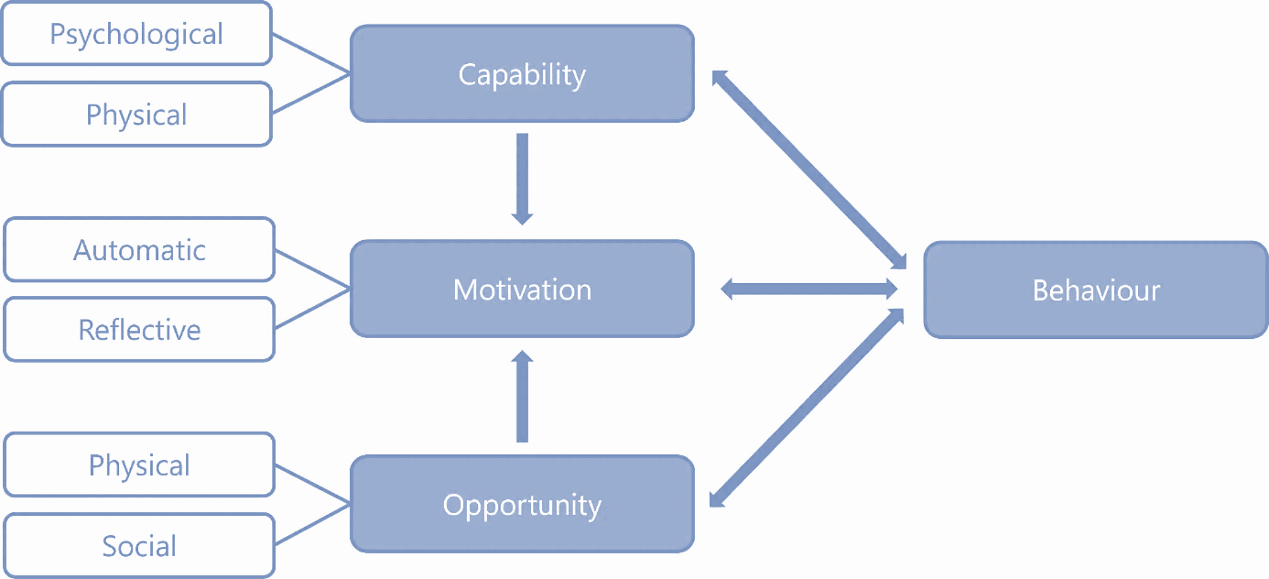 Psychological
Physical
Capability
Automatic
Reflective
Motivation
Behaviour
Physical
Social
Opportunity